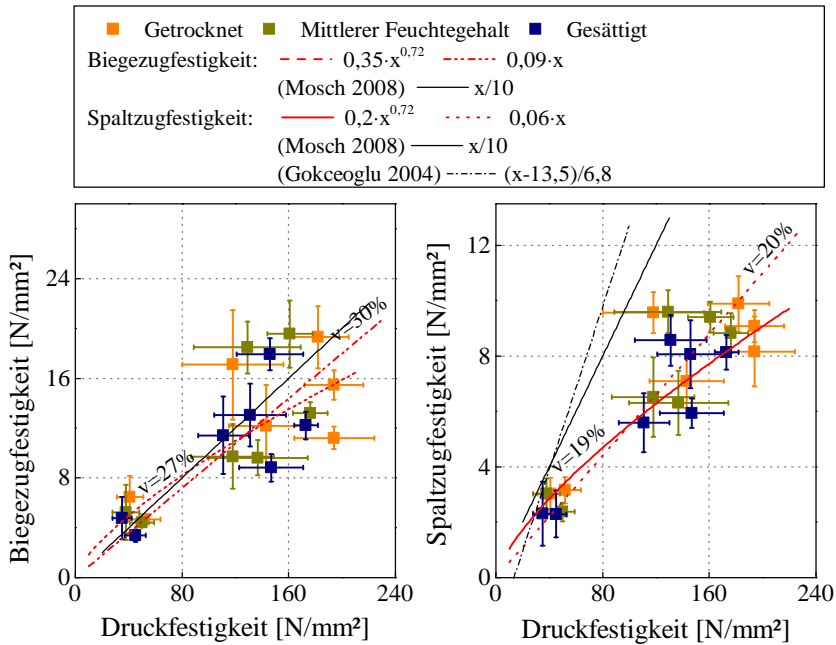 Getrocknet Mittlerer Feuchtegehalt Gesättigt
Biegezugfestigkeit: 0,35·x^0,72 0,09·x
(Mosch 2008) x/10
Spaltzugfestigkeit: 0,2·x^0,72 0,06·x
(Mosch 2008) x/10
(Gokceoglu 2004) (x-13,5)/6,8
Biegezugfestigkeit [N/mm²]
24
16
8
0
v=30%
v=27%
0 80 160 240
Druckfestigkeit [N/mm²]
Spaltzugfestigkeit [N/mm²]
12
8
4
0
v=20%
v=19%
0 80 160 240
Druckfestigkeit [N/mm²]